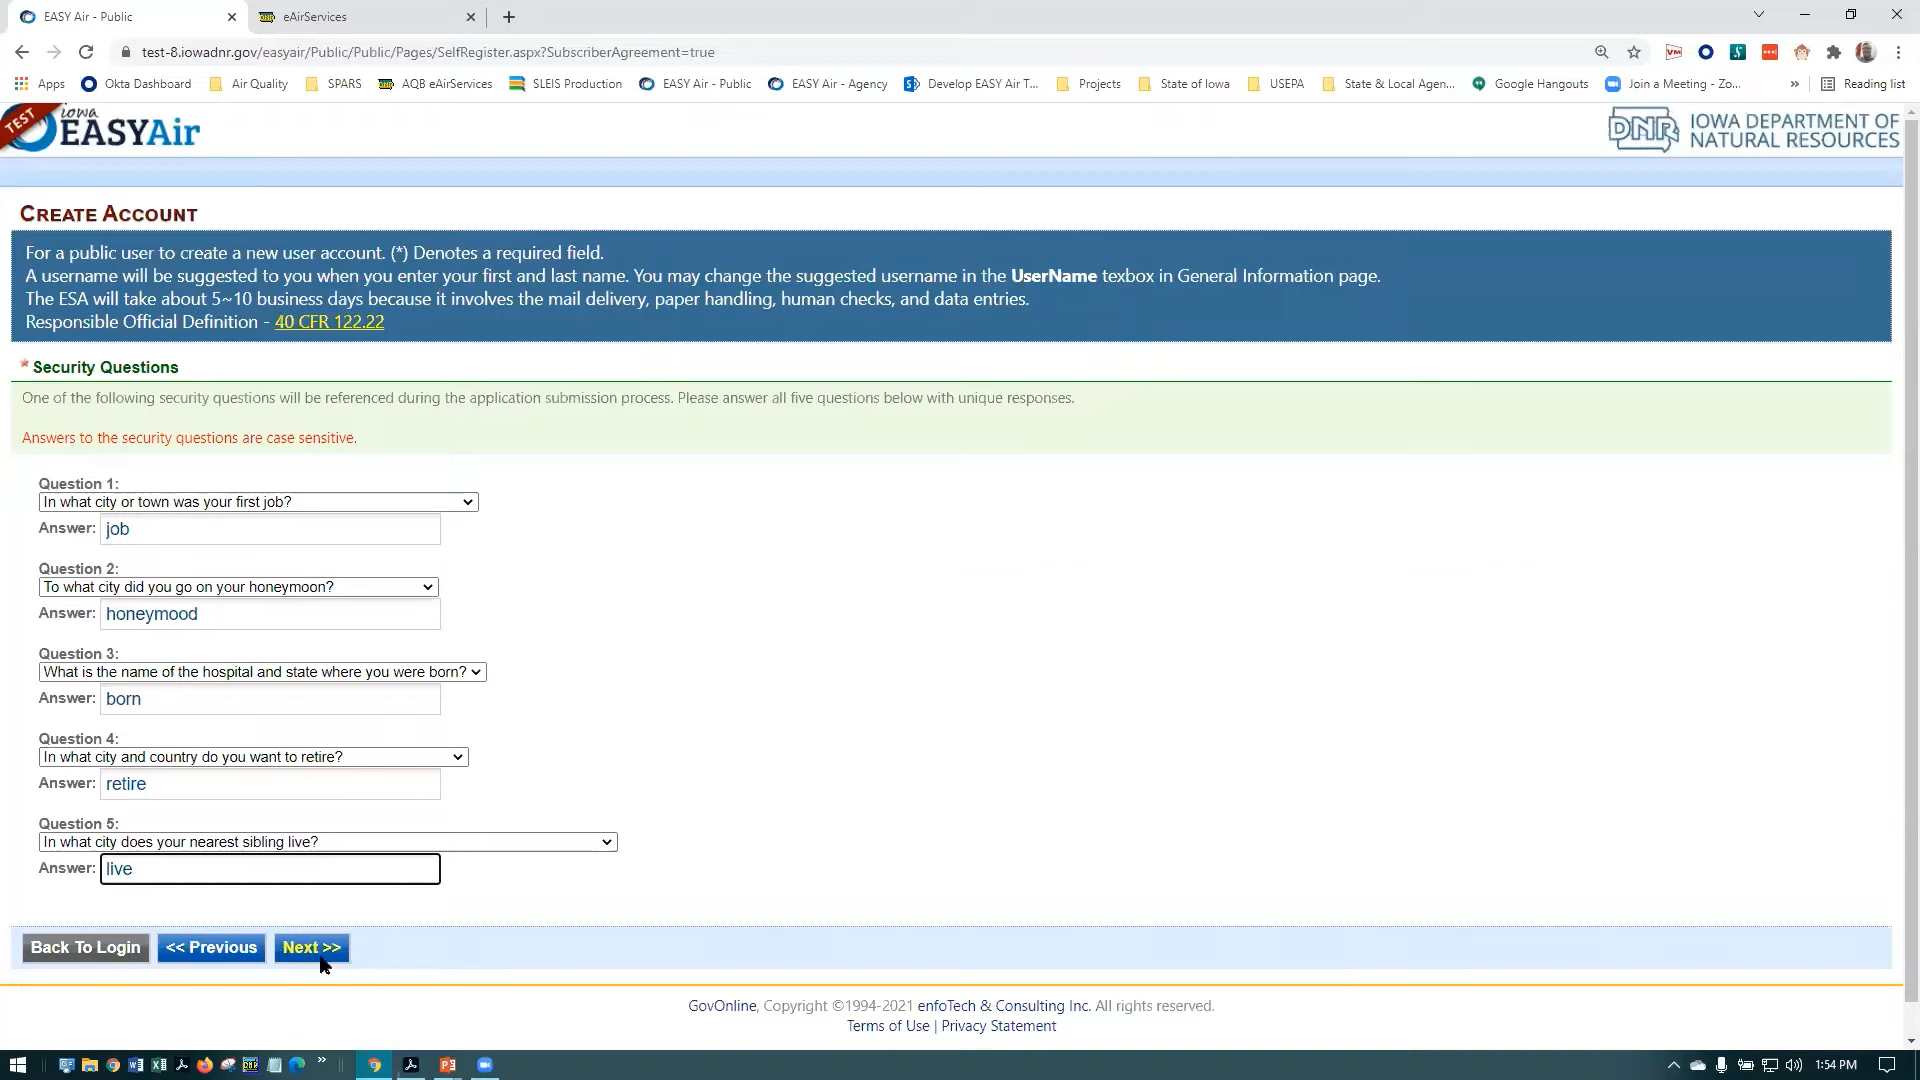 EASY Air - Public
eAirServices
test-8.iowadnr.gov/easyair/Public/Public/Pages/SelfRegister.aspx?SubscriberAgreement=true
Apps
Okta Dashboard
Air Quality
SPARS
AQB eAirServices
SLEIS Production
EASY Air - Public
EASY Air - Agency
Develop EASY Air T...
Projects
State of Iowa
USEPA
State & Local Agen...
Google Hangouts
Join a Meeting - Zo...
»
Reading list
TEST
iowa
EASYAir
DNR
IOWA DEPARTMENT OF
NATURAL RESOURCES
CREATE ACCOUNT
For a public user to create a new user account. (*) Denotes a required field.
A username will be suggested to you when you enter your first and last name. You may change the suggested username in the UserName texbox in General Information page.
The ESA will take about 5~10 business days because it involves the mail delivery, paper handling, human checks, and data entries.
Responsible Official Definition - 40 CFR 122.22
* Security Questions
One of the following security questions will be referenced during the application submission process. Please answer all five questions below with unique responses.
Answers to the security questions are case sensitive.
Question 1:
In what city or town was your first job?
Answer: job
Question 2:
To what city did you go on your honeymoon?
Answer: honeymood
Question 3:
What is the name of the hospital and state where you were born?
Answer: born
Question 4:
In what city and country do you want to retire?
Answer: retire
Question 5:
In what city does your nearest sibling live?
Answer: live
Back To Login
<< Previous
Next >>
GovOnline, Copyright ©1994-2021 enfoTech & Consulting Inc. All rights reserved.
Terms of Use | Privacy Statement
1:54 PM